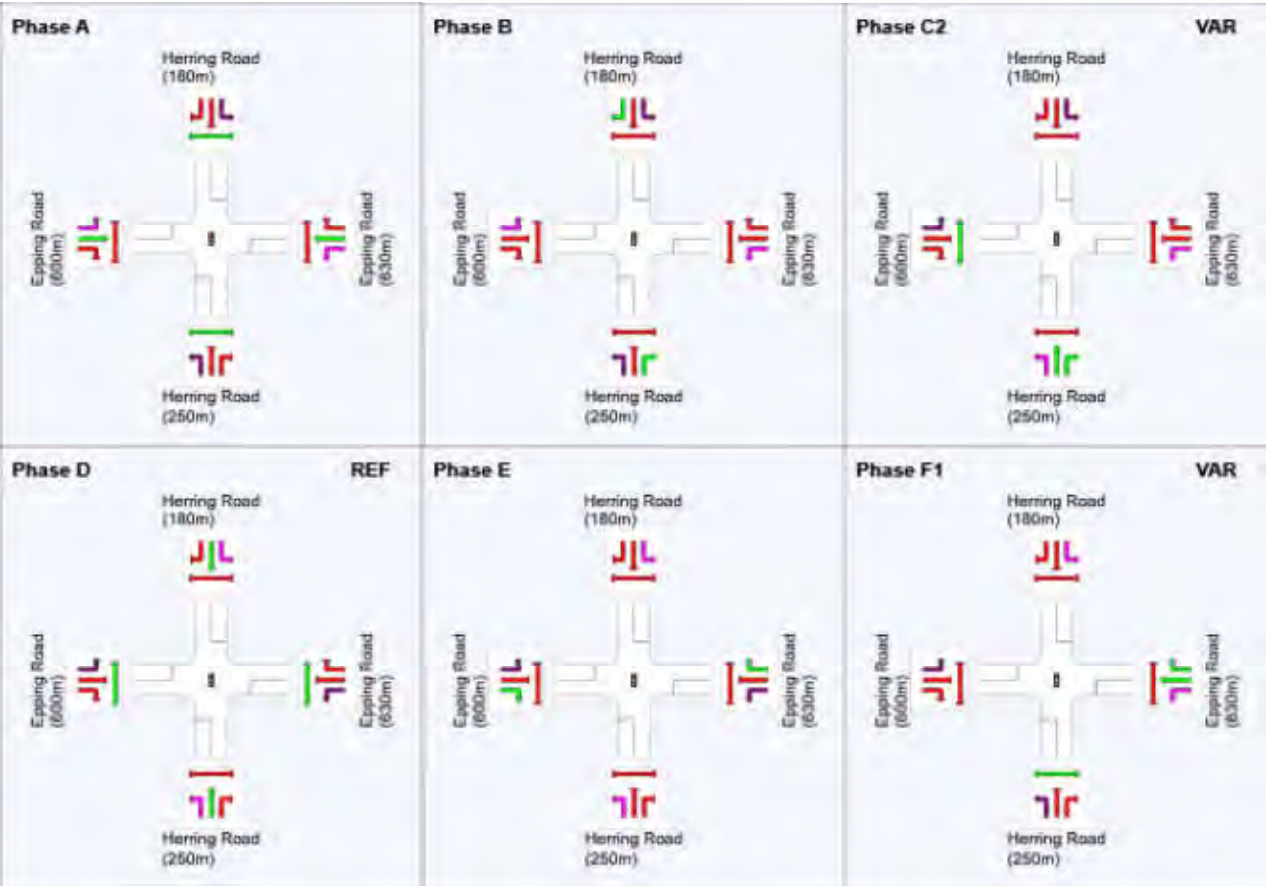 Phase A
Herring Road
(180m)
Epping Road
(600m)
Epping Road
(630m)
Herring Road
(250m)
Phase B
Herring Road
(180m)
Epping Road
(600m)
Epping Road
(630m)
Herring Road
(250m)
Phase C2 VAR
Herring Road
(180m)
Epping Road
(600m)
Epping Road
(630m)
Herring Road
(250m)
Phase D REF
Herring Road
(180m)
Epping Road
(600m)
Epping Road
(630m)
Herring Road
(250m)
Phase E
Herring Road
(180m)
Epping Road
(600m)
Epping Road
(630m)
Herring Road
(250m)
Phase F1 VAR
Herring Road
(180m)
Epping Road
(600m)
Epping Road
(630m)
Herring Road
(250m)